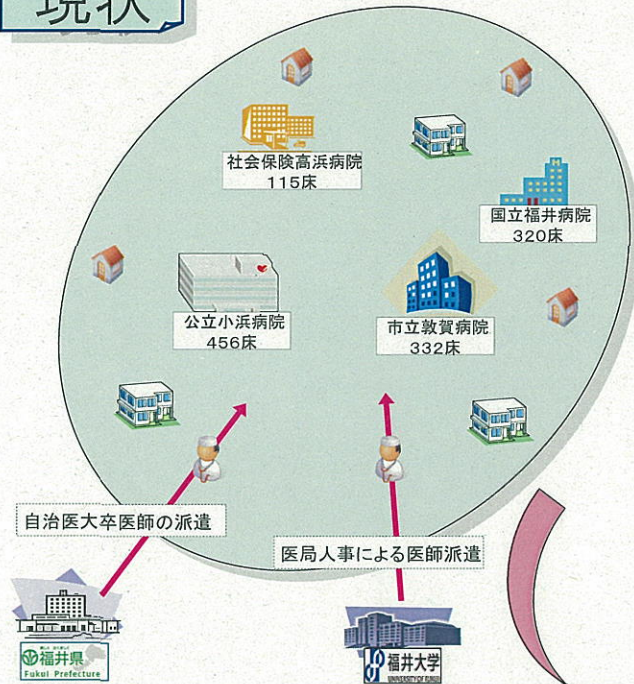 現状
社会保険高浜病院
115床
国立福井病院
320床
公立小浜病院
456床
市立敦賀病院
332床
自治医大卒医師の派遣
医局人事による医師派遣
福井県
Fukui Prefecture
福井大学
UNIVERSITY OF FUKUI